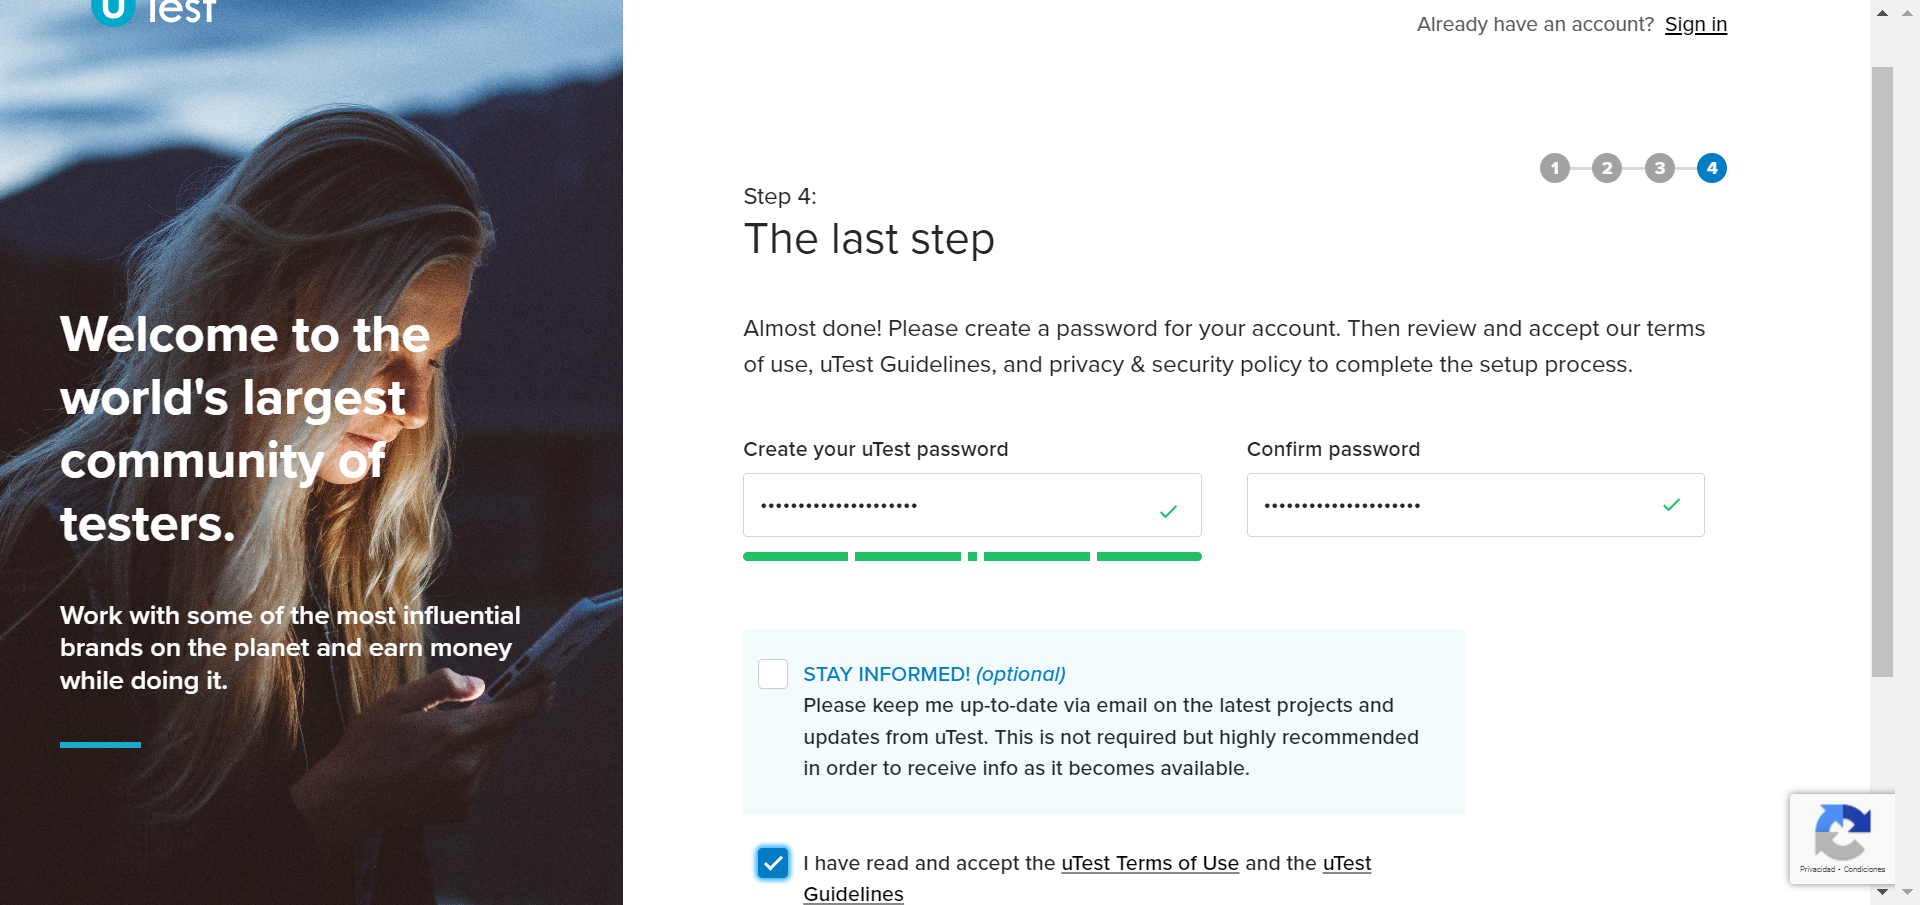 uTest
Already have an account? Sign in
1 2 3 4
Step 4:
The last step
Almost done! Please create a password for your account. Then review and accept our terms
of use, uTest Guidelines, and privacy & security policy to complete the setup process.
Create your uTest password
Confirm password
•••••••••••••••••••••
•••••••••••••••••••••
STAY INFORMED! (optional)
Please keep me up-to-date via email on the latest projects and
updates from uTest. This is not required but highly recommended
in order to receive info as it becomes available.
I have read and accept the uTest Terms of Use and the uTest
Guidelines
Welcome to the
world's largest
community of
testers.
Work with some of the most influential
brands on the planet and earn money
while doing it.
Privacidad - Condiciones